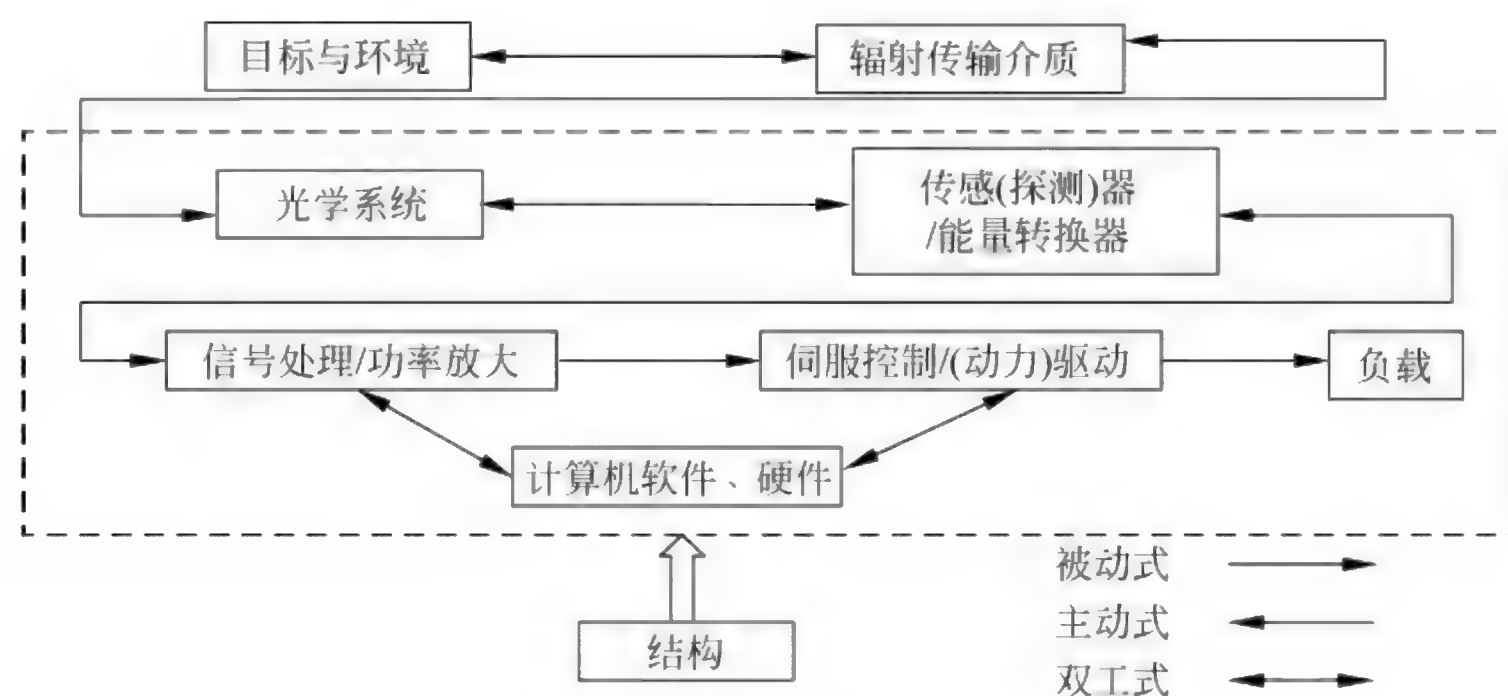 目标与环境
辐射传输介质
光学系统
传感(探测)器
/能量转换器
信号处理/功率放大
伺服控制/(动力)驱动
负载
计算机软件、硬件
结构
被动式
主动式
双工式